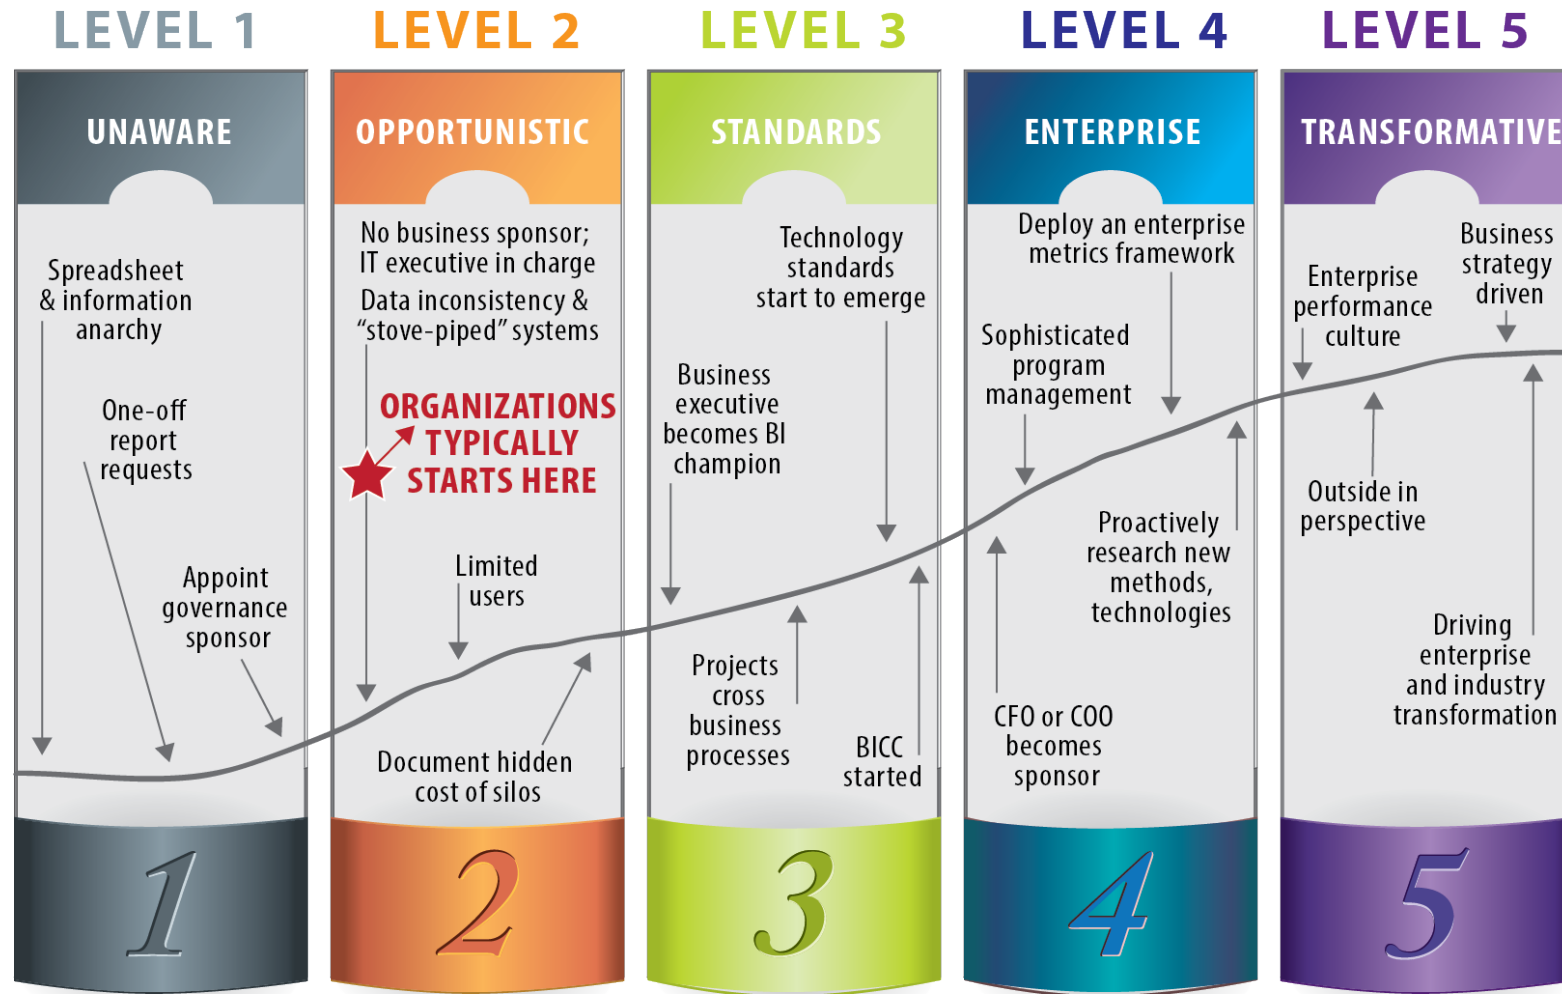 LEVEL 1
LEVEL 2
LEVEL 3
LEVEL 4
LEVEL 5
UNAWARE
OPPORTUNISTIC
STANDARDS
ENTERPRISE
TRANSFORMATIVE
Spreadsheet
& information
anarchy
One-off
report
requests
Appoint
governance
sponsor
No business sponsor;
IT executive in charge
Data inconsistency &
“stove-piped” systems
ORGANIZATIONS
TYPICALLY
STARTS HERE
Limited
users
Document hidden
cost of silos
Technology
standards
start to emerge
Business
executive
becomes BI
champion
Projects
cross
business
processes
BICC
started
Deploy an enterprise
metrics framework
Sophisticated
program
management
Proactively
research new
methods,
technologies
CFO or COO
becomes
sponsor
Business
strategy
driven
Enterprise
performance
culture
Outside in
perspective
Driving
enterprise
and industry
transformation
1
2
3
4
5